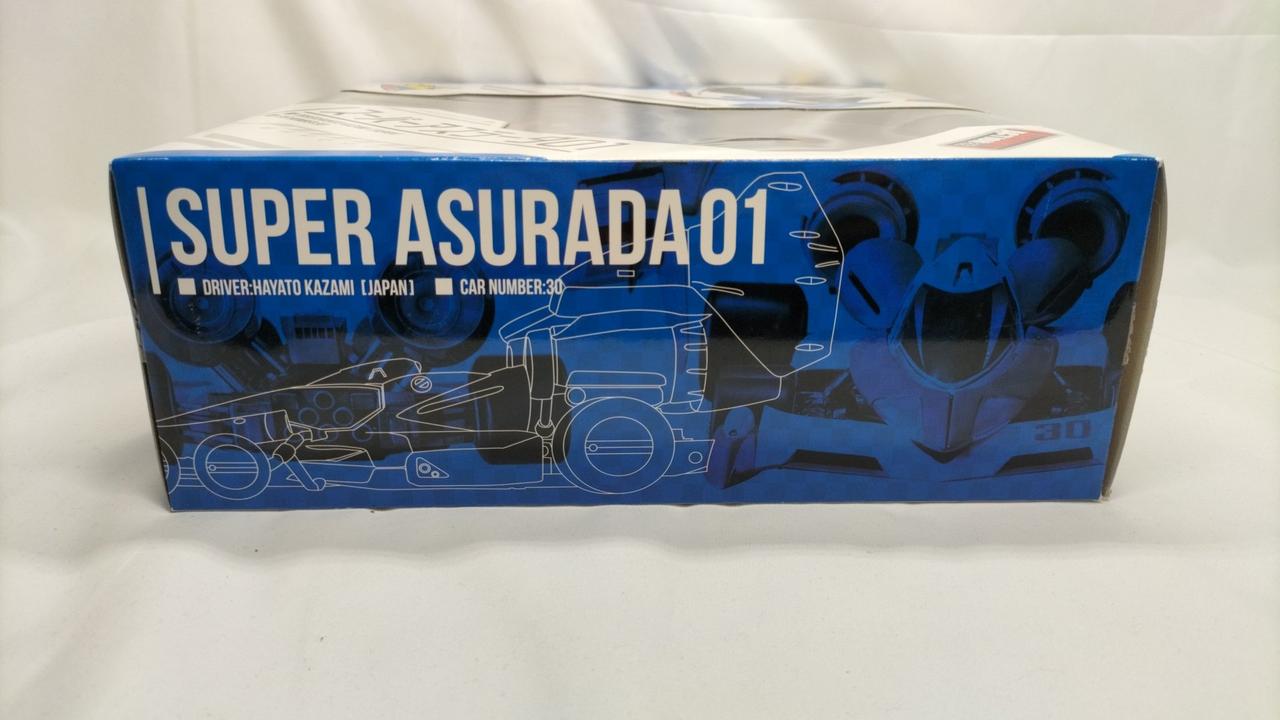 SUPER ASURADA 01
DRIVER:HAYATO KAZAMI [JAPAN] CAR NUMBER:30
30